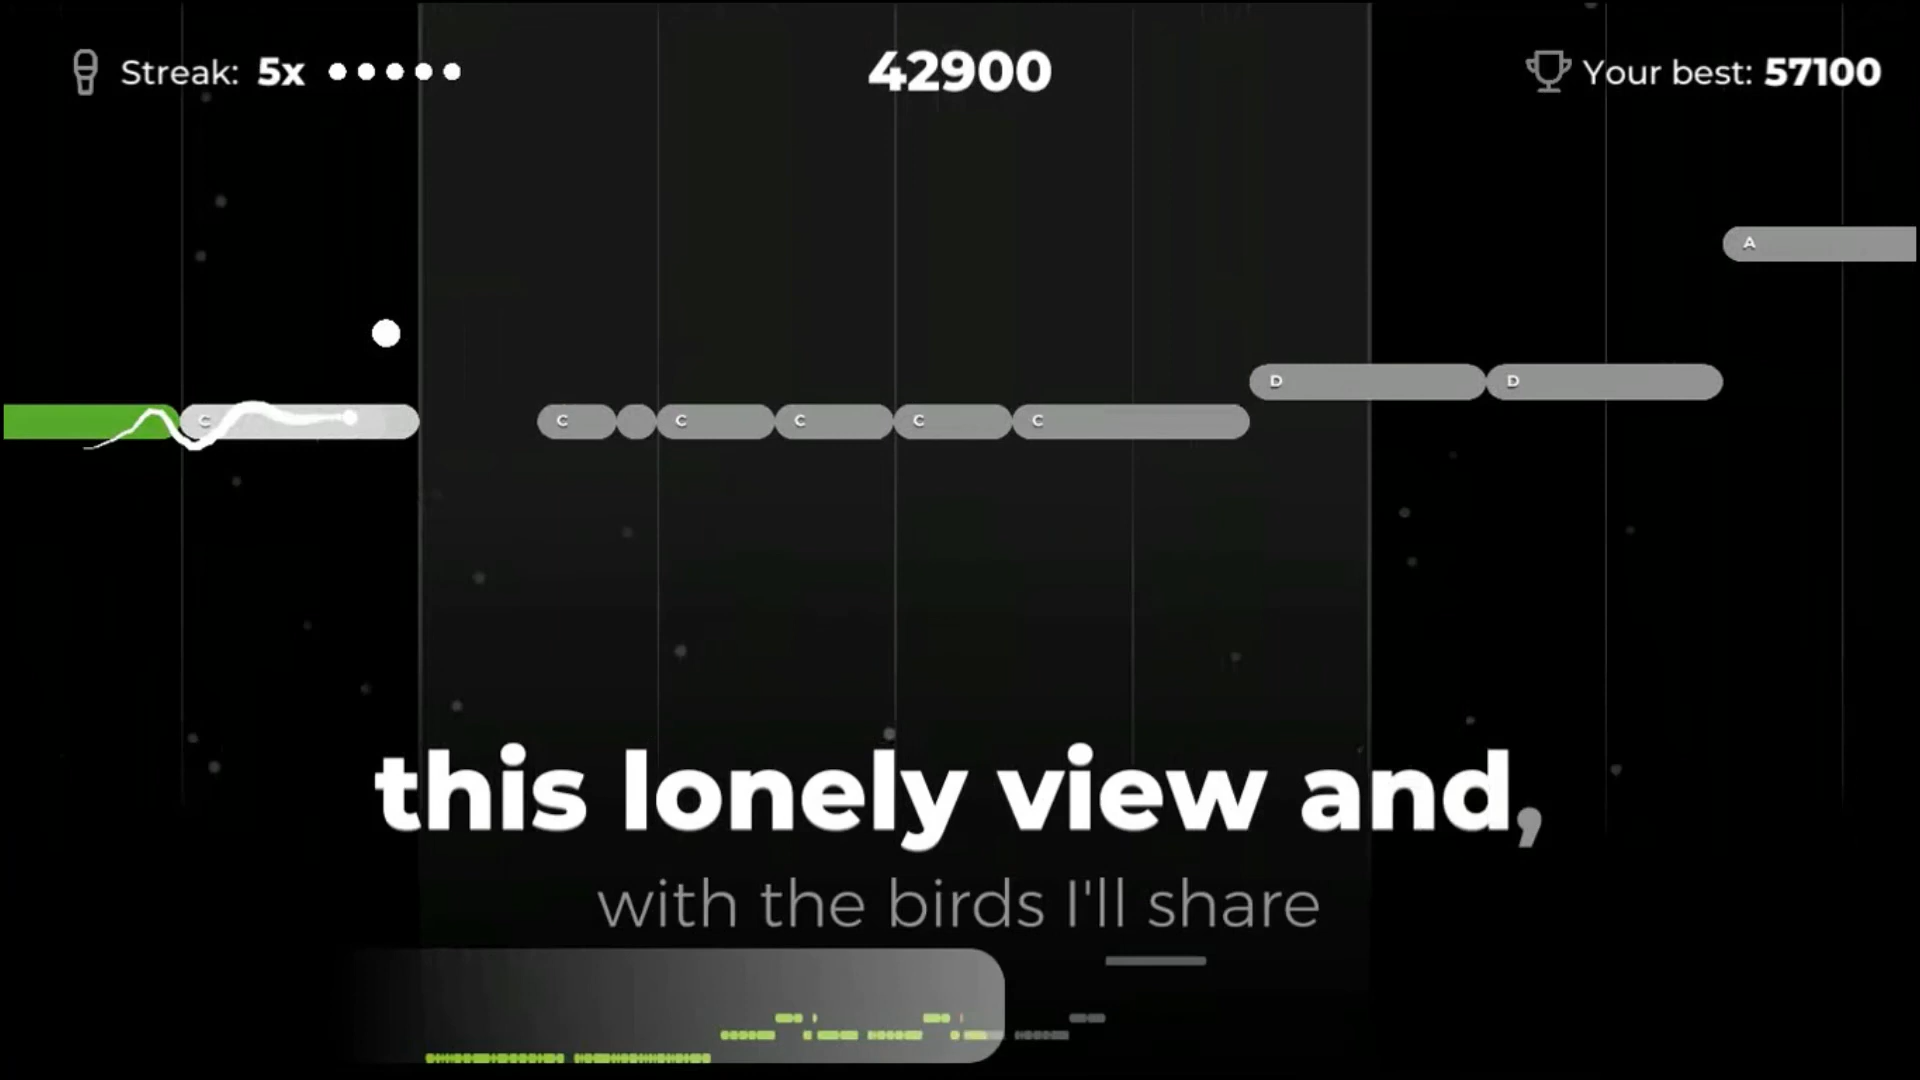 Streak: 5x
42900
Your best: 57100
A
D D
C C C C C C
this lonely view and,
with the birds I'll share